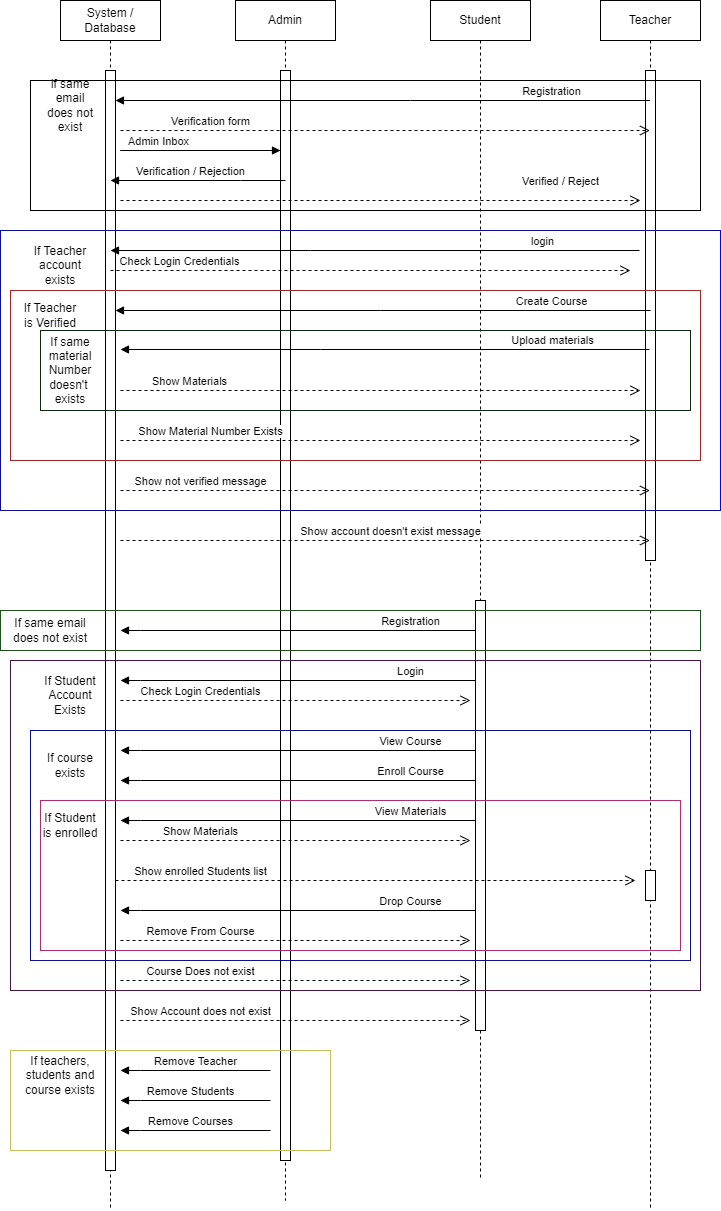 System /
Database
Admin
Student
Teacher
If same
email
does not
exist
Registration
Verification form
Admin Inbox
Verification / Rejection
Verified / Reject
If Teacher
account
exists
login
Check Login Credentials
If Teacher
is Verified
Create Course
If same
material
Number
doesn't
exists
Upload materials
Show Materials
Show Material Number Exists
Show not verified message
Show account doesn't exist message
If same email
does not exist
Registration
If Student
Account
Exists
Login
Check Login Credentials
If course
exists
View Course
Enroll Course
If Student
is enrolled
View Materials
Show Materials
Show enrolled Students list
Drop Course
Remove From Course
Course Does not exist
Show Account does not exist
If teachers,
students and
course exists
Remove Teacher
Remove Students
Remove Courses